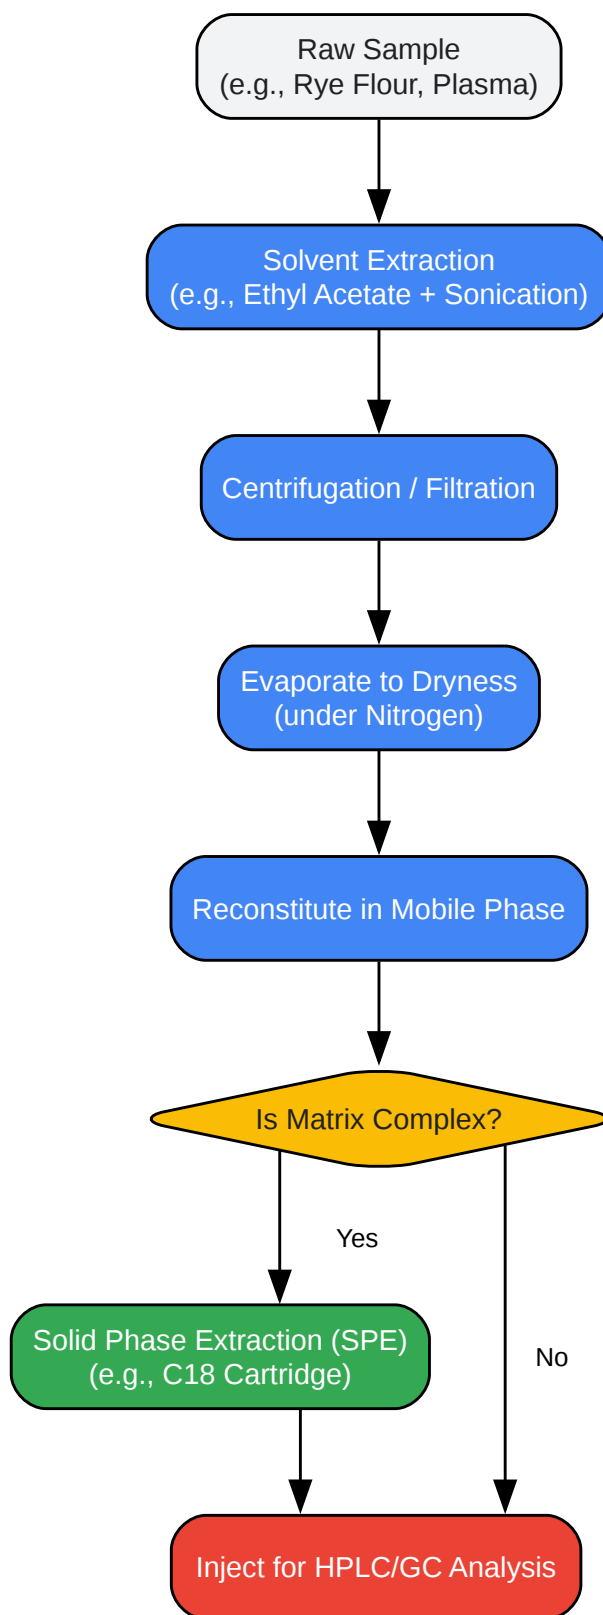 Raw Sample
(e.g., Rye Flour, Plasma)
Solvent Extraction
(e.g., Ethyl Acetate + Sonication)
Centrifugation / Filtration
Evaporate to Dryness
(under Nitrogen)
Reconstitute in Mobile Phase
Is Matrix Complex?
Yes
Solid Phase Extraction (SPE)
(e.g., C18 Cartridge)
No
Inject for HPLC/GC Analysis